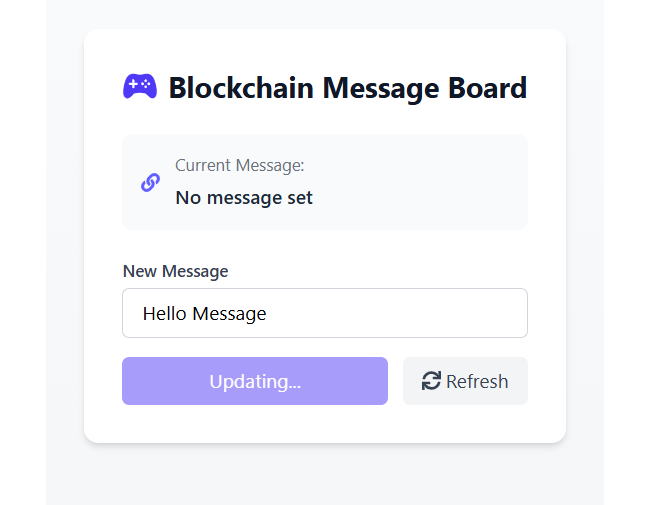 Blockchain Message Board
Current Message:
No message set
New Message
Hello Message
Updating...
Refresh